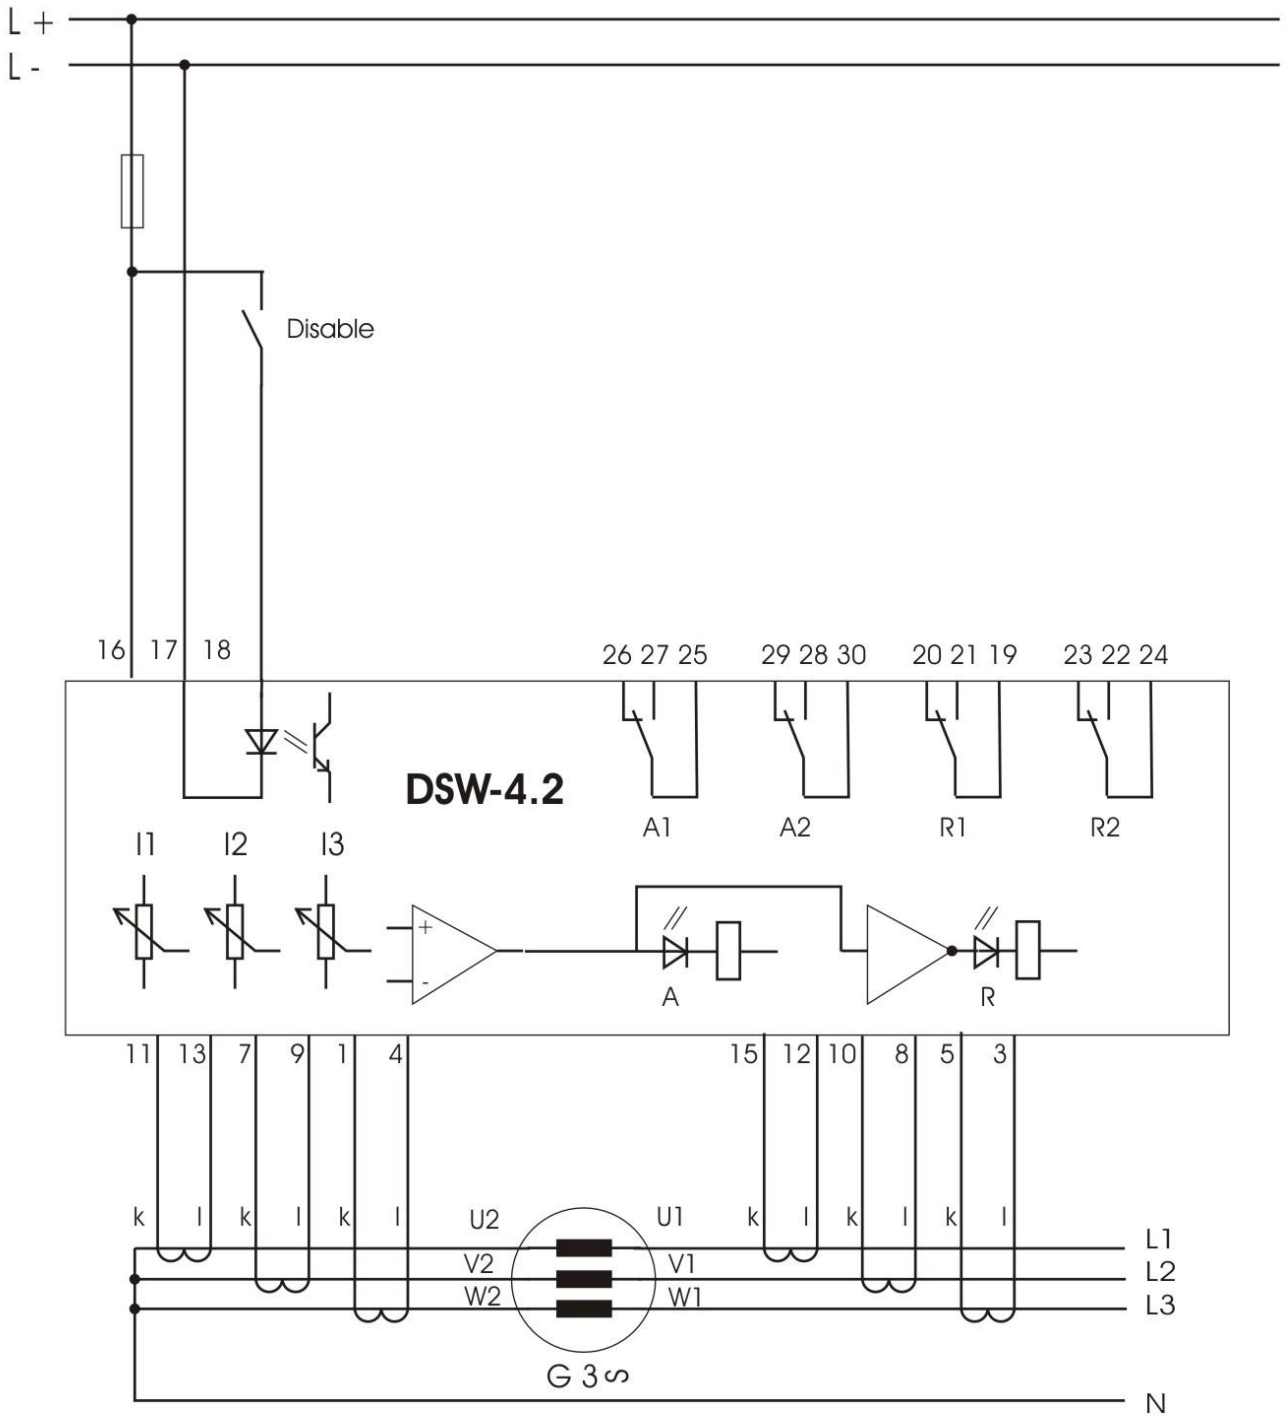 L +
L -
Disable
16 17 18
26 27 25 29 28 30 20 21 19 23 22 24
DSW-4.2
A1 A2 R1 R2
I1 I2 I3
+
-
A R
11 13 7 9 1 4 15 12 10 8 5 3
k l k l k l U2 U1 k l k l k l
L1
V2 V1
L2
W2 W1
L3
G 3 ~
N